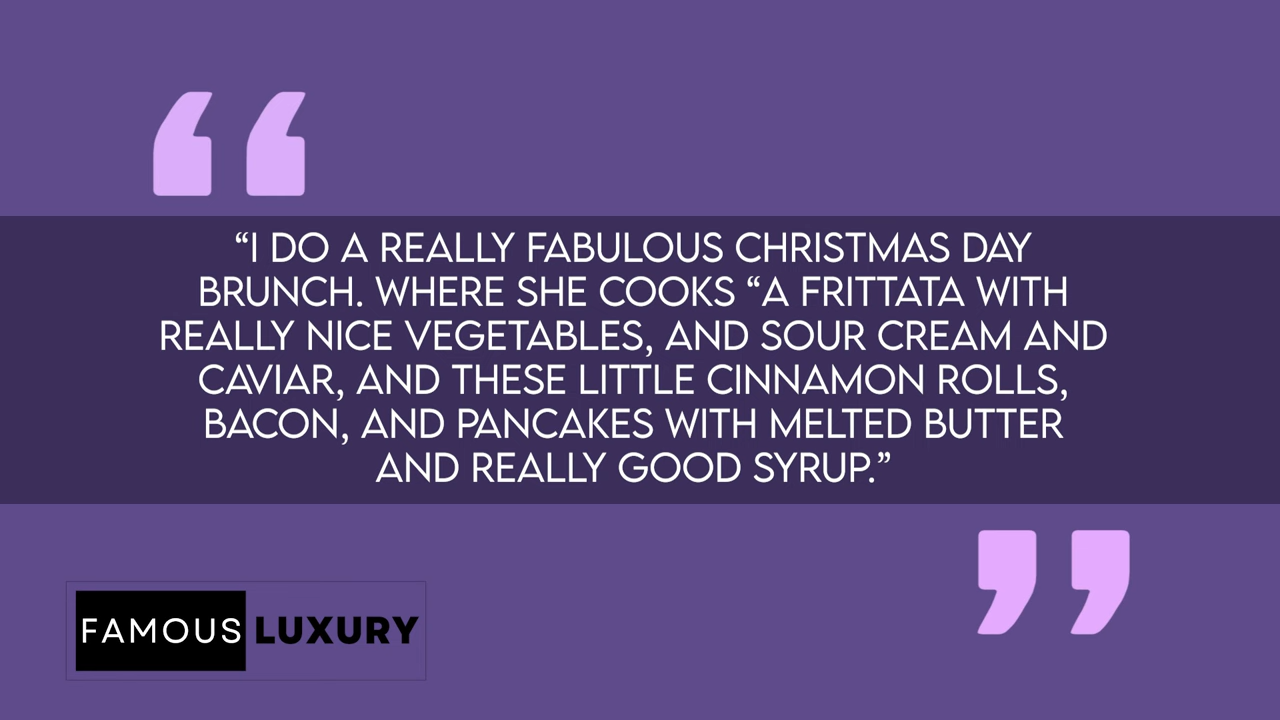 “I DO A REALLY FABULOUS CHRISTMAS DAY
BRUNCH. WHERE SHE COOKS “A FRITTATA WITH
REALLY NICE VEGETABLES, AND SOUR CREAM AND
CAVIAR, AND THESE LITTLE CINNAMON ROLLS,
BACON, AND PANCAKES WITH MELTED BUTTER
AND REALLY GOOD SYRUP.”
FAMOUS LUXURY